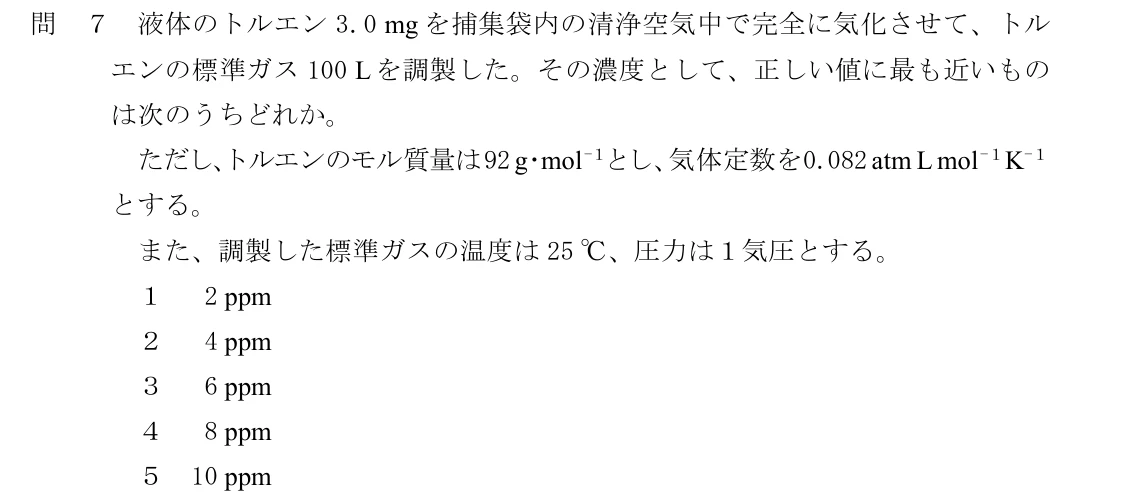 問　７　液体のトルエン 3.0 mg を捕集袋内の清浄空気中で完全に気化させて、トル
エンの標準ガス 100 L を調製した。その濃度として、正しい値に最も近いもの
は次のうちどれか。
ただし、トルエンのモル質量は92 g・mol⁻¹とし、気体定数を0.082 atm L mol⁻¹ K⁻¹
とする。
また、調製した標準ガスの温度は 25 ℃、圧力は 1 気圧とする。
１　2 ppm
２　4 ppm
３　6 ppm
４　8 ppm
５　10 ppm